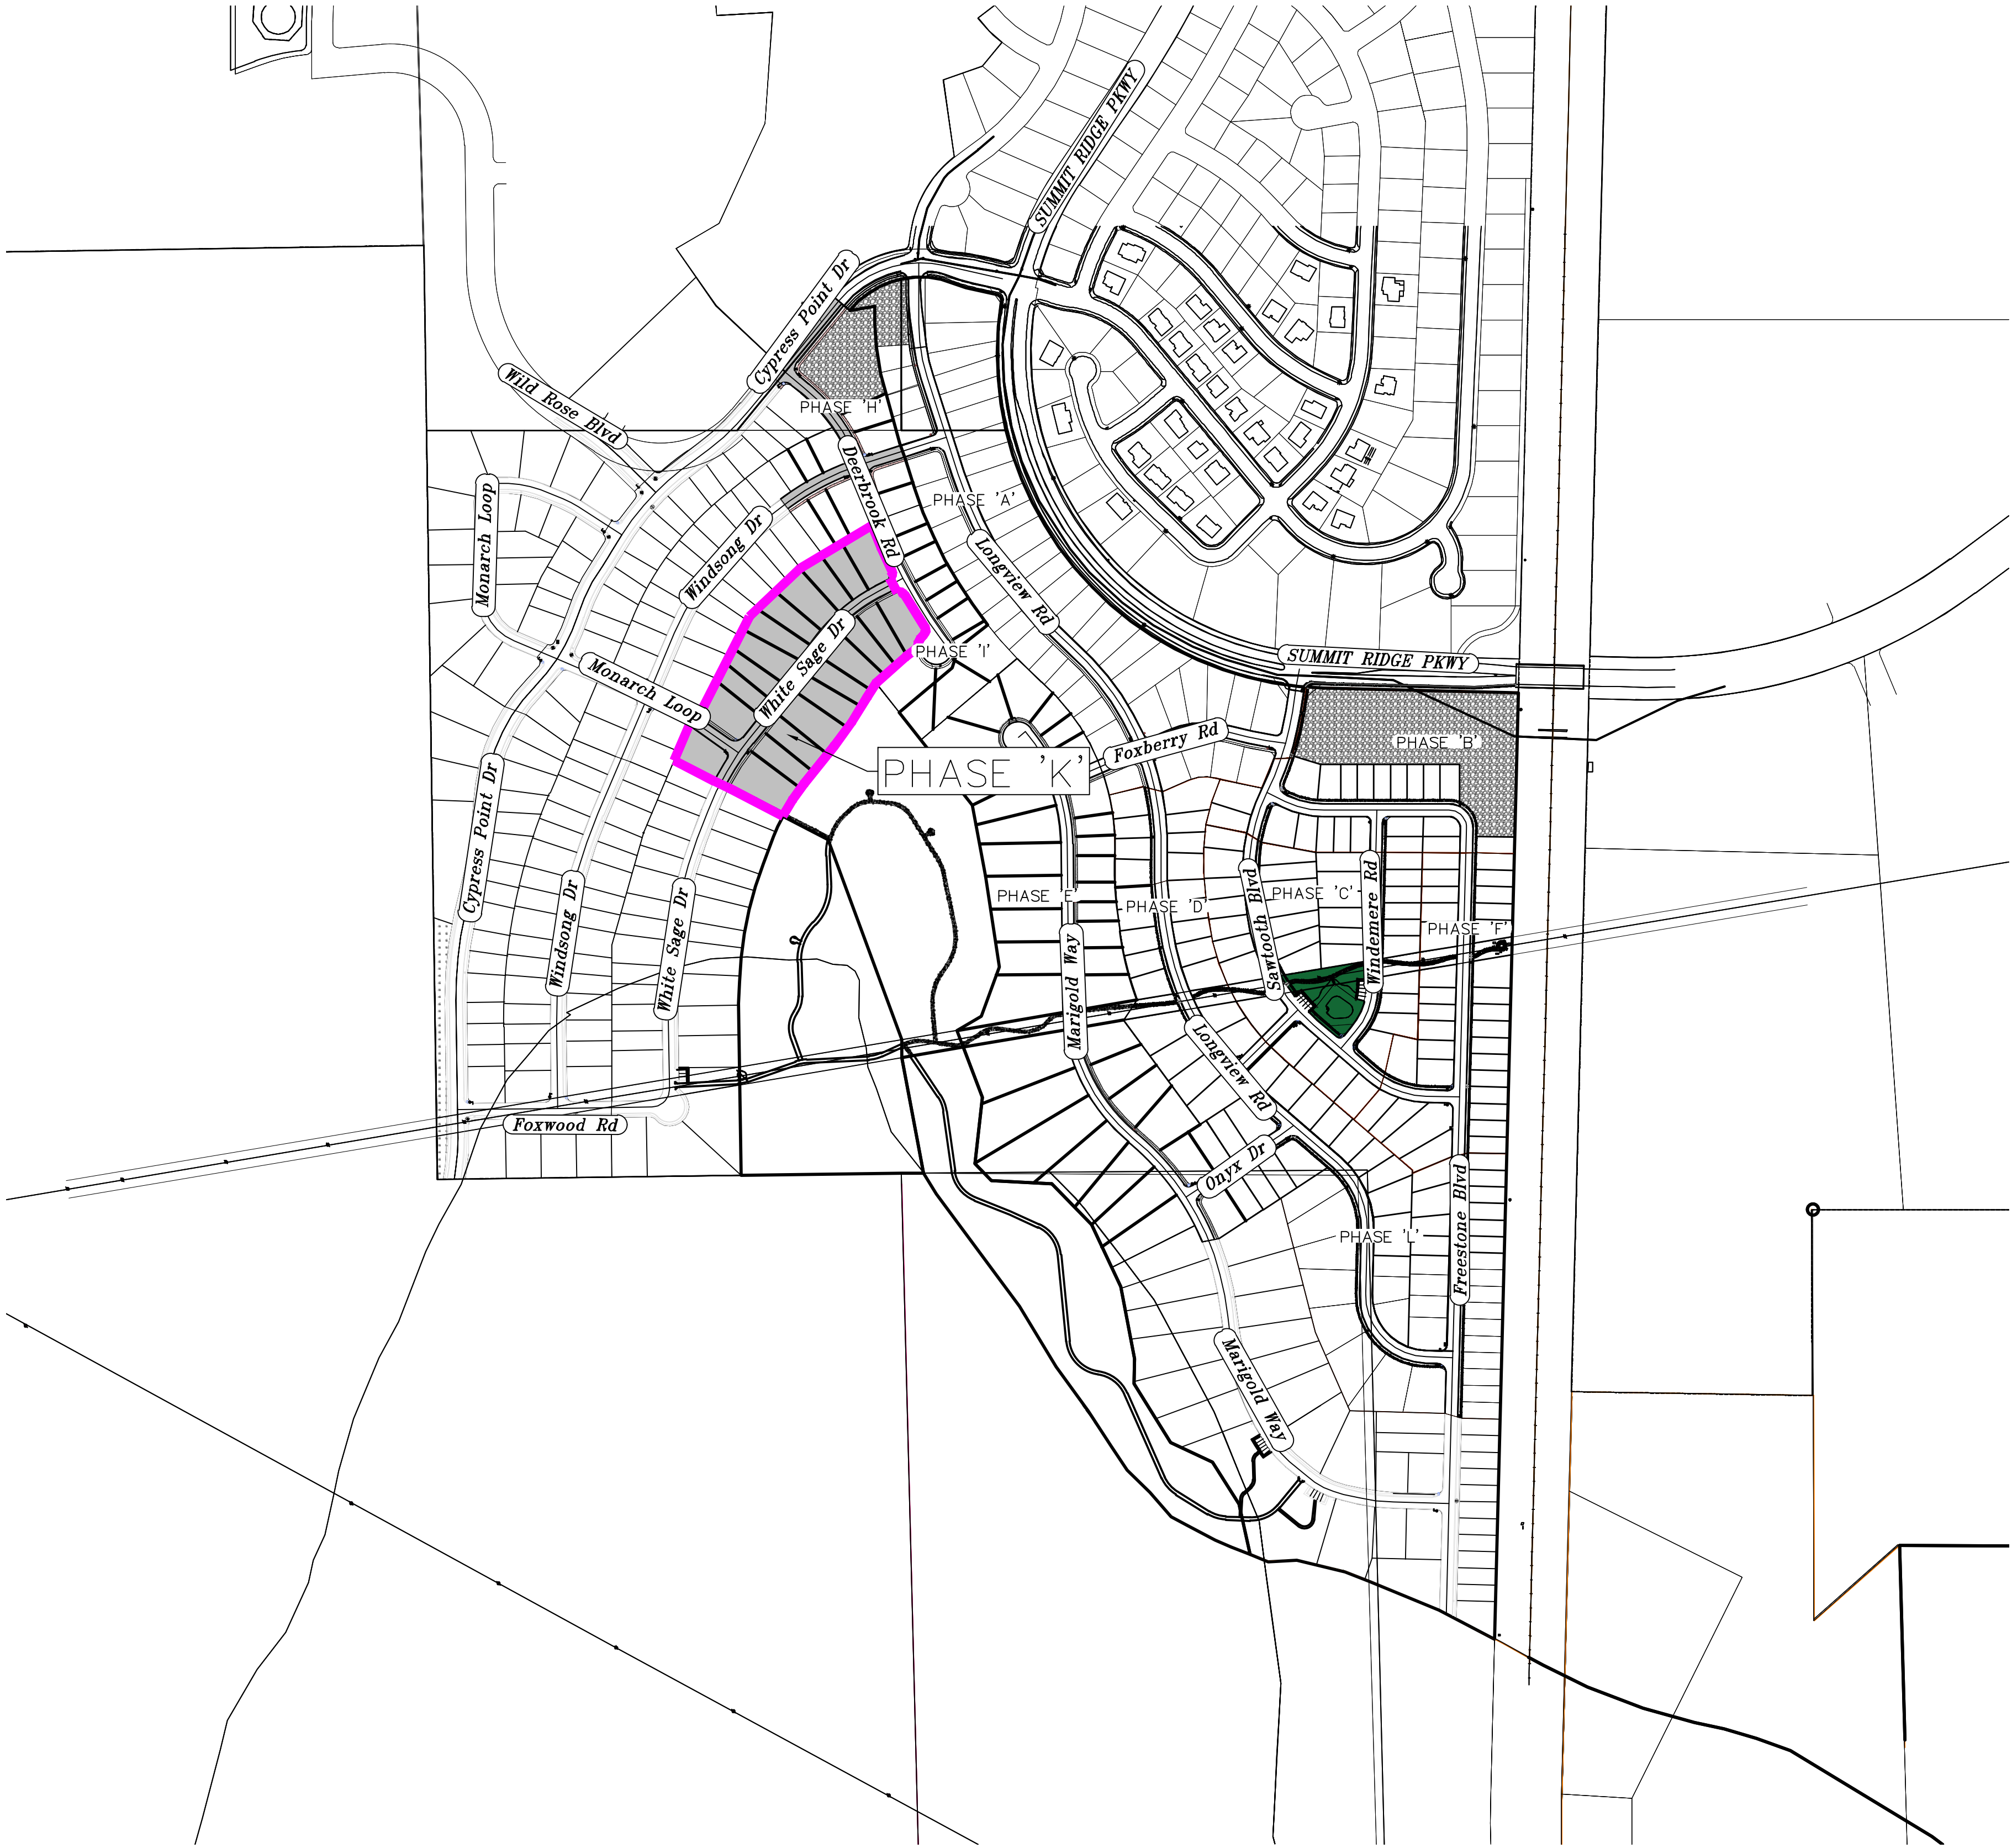 SUMMIT RIDGE PKWY
Cypress Point Dr
Wild Rose Blvd
PHASE 'H'
Deerbrook Rd
Monarch Loop
PHASE 'A'
Windsong Dr
Longview Rd
White Sage Dr
PHASE 'I'
SUMMIT RIDGE PKWY
Monarch Loop
Foxberry Rd
PHASE 'B'
PHASE 'K'
Cypress Point Dr
Windsong Dr
White Sage Dr
PHASE 'E'
PHASE 'D'
Sawtooth Blvd
PHASE 'C'
Windemere Rd
PHASE 'F'
Marigold Way
Longview Rd
Foxwood Rd
Onyx Dr
PHASE 'L'
Freestone Blvd
Marigold Way